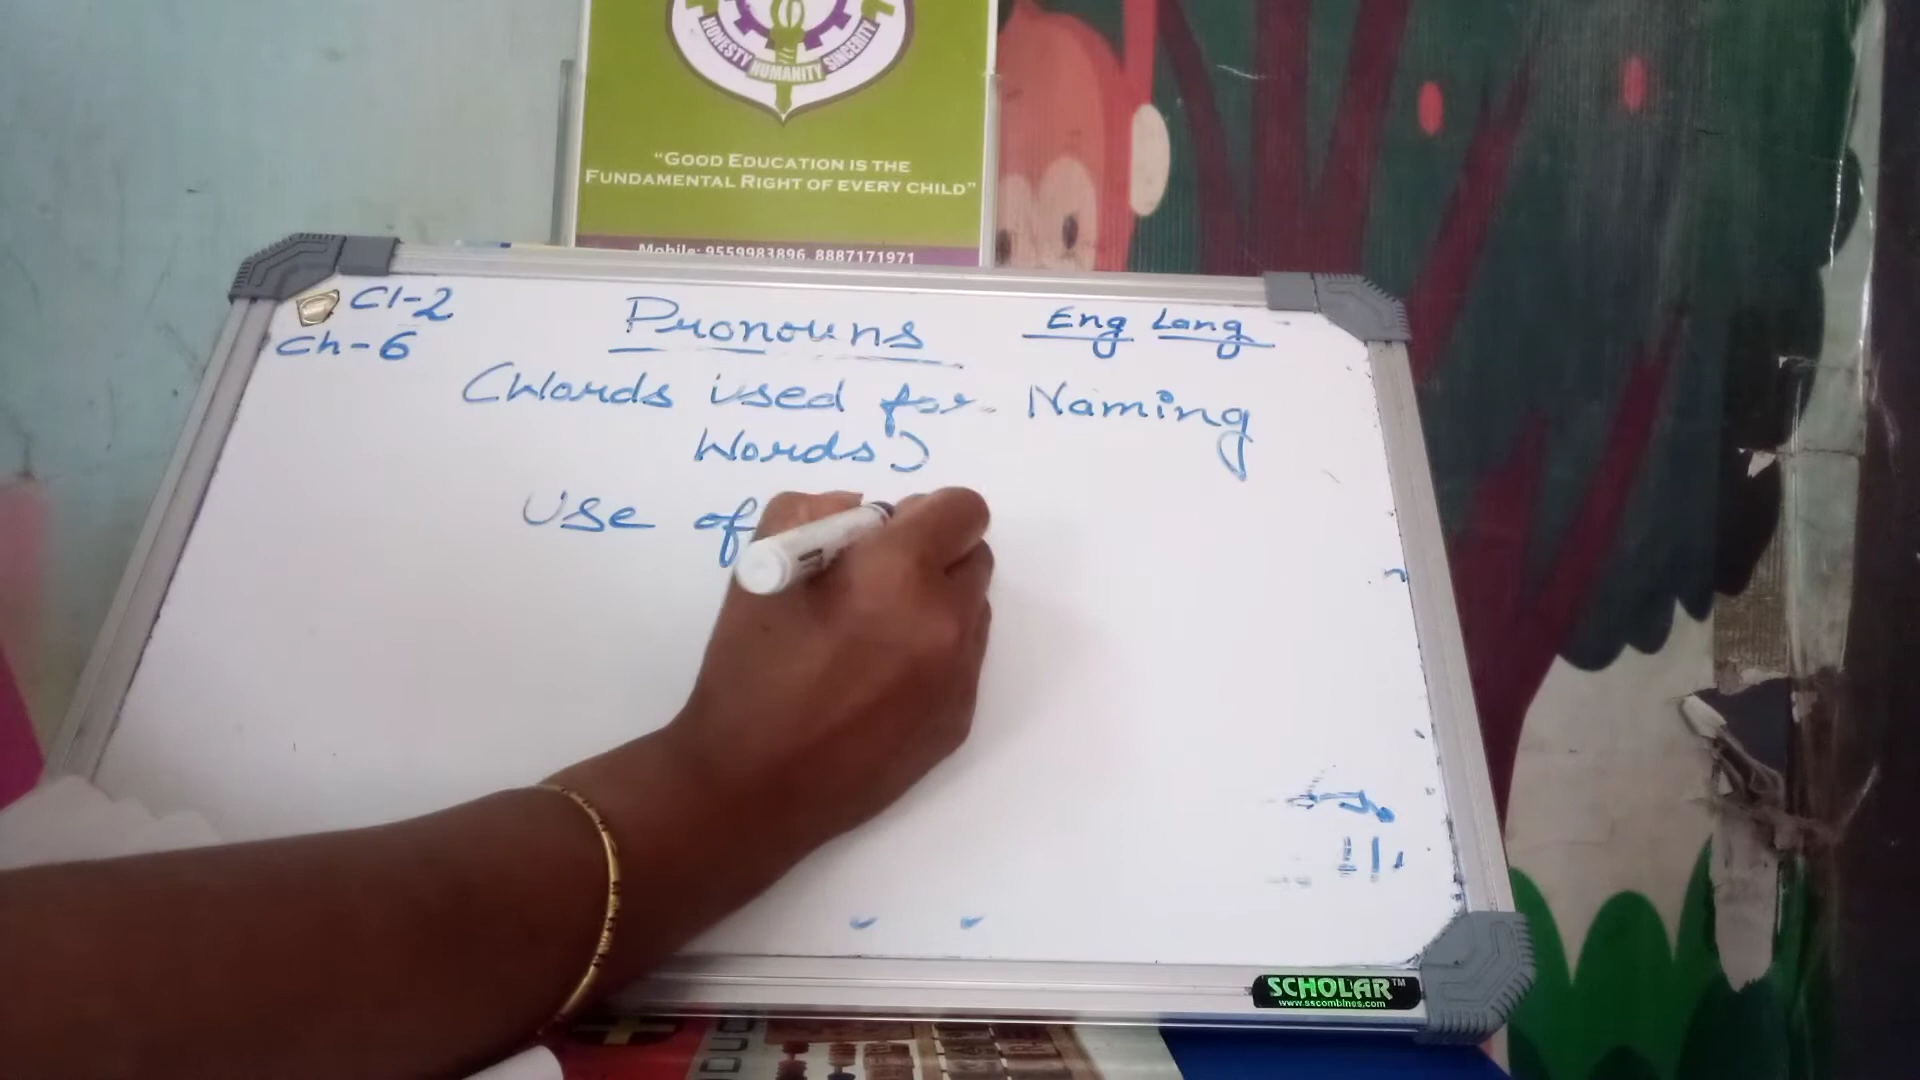 HONESTY HUMANITY SINCERITY
"GOOD EDUCATION IS THE
FUNDAMENTAL RIGHT OF EVERY CHILD"
Mobile: 9559983896, 8887171971
Cl-2
Ch-6
Pronouns
Eng Lang
(Words used for Naming
Words)
Use of
SCHOLAR™
www.sscombines.com